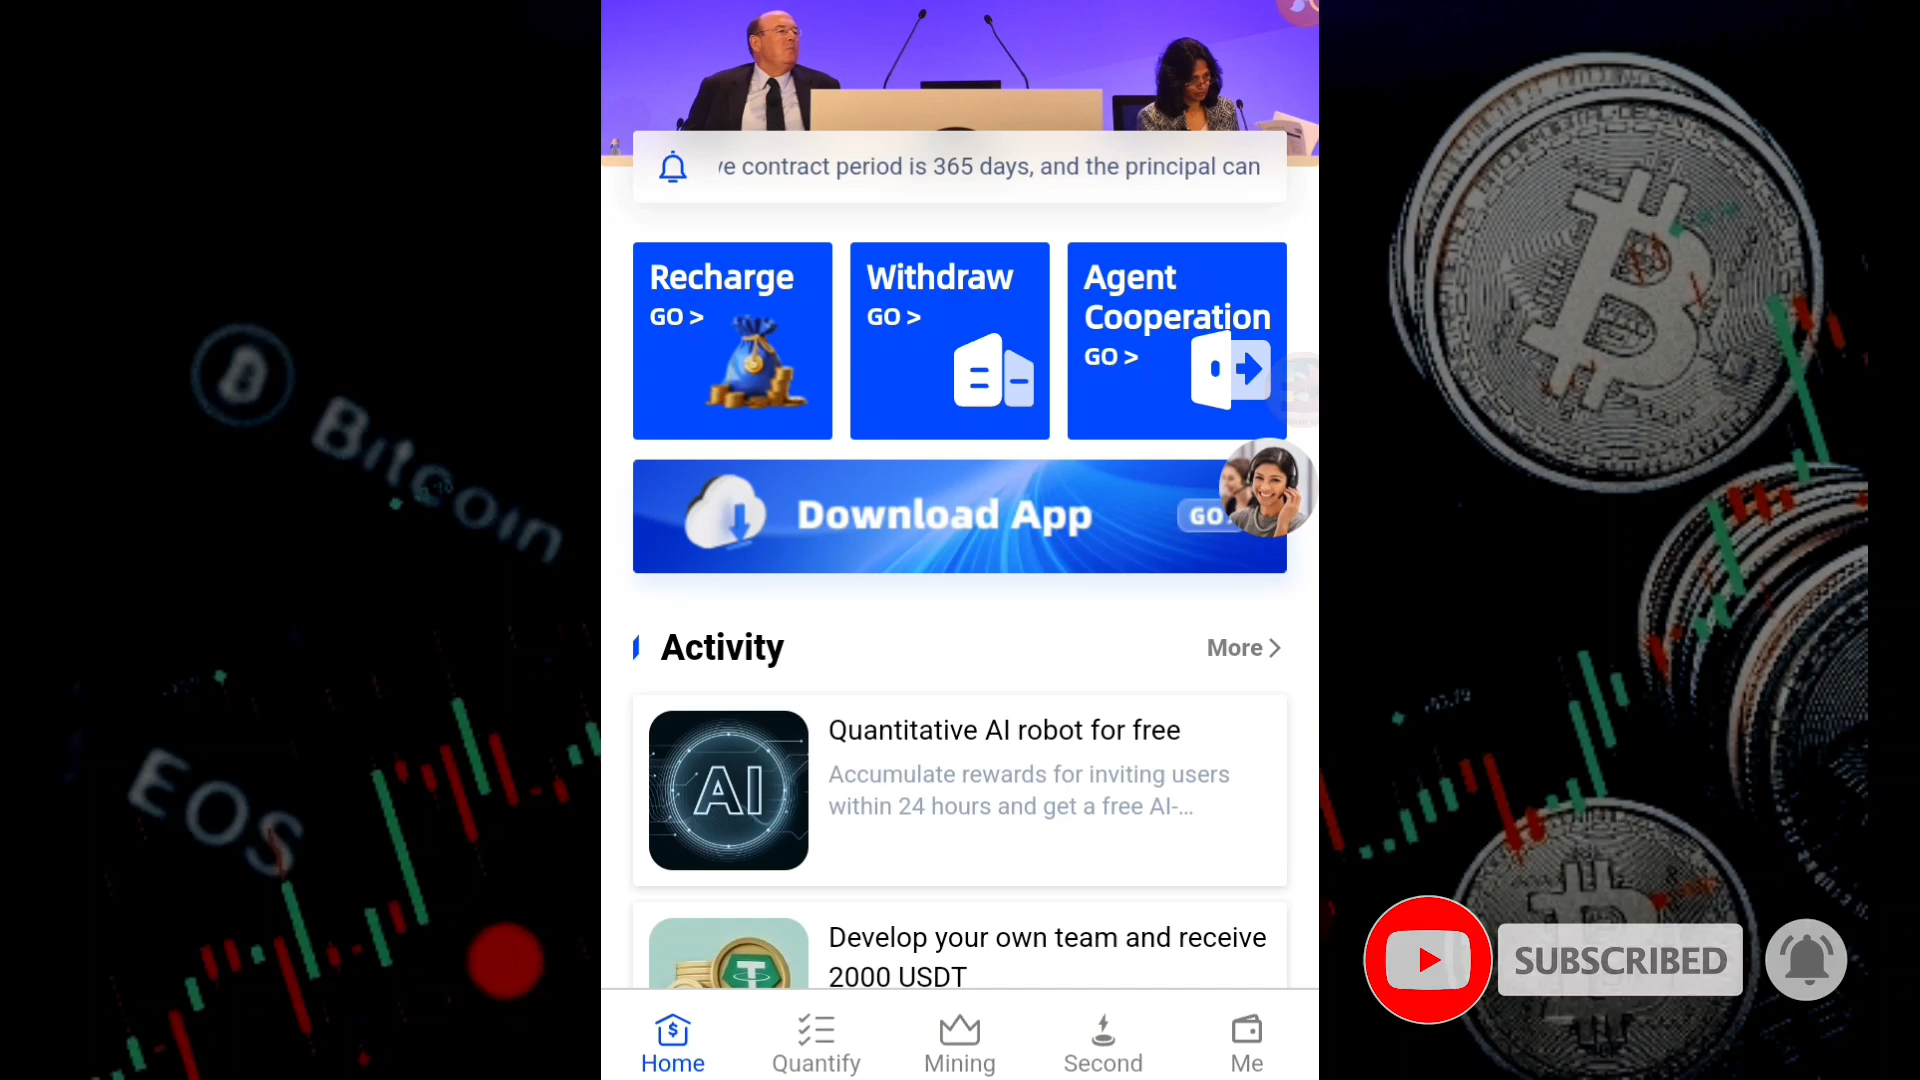 ve contract period is 365 days, and the principal can
Recharge
GO >
Withdraw
GO >
Agent
Cooperation
GO >
Download App
GO
Activity
More >
AI
Quantitative AI robot for free
Accumulate rewards for inviting users
within 24 hours and get a free AI-...
Develop your own team and receive
2000 USDT
Home
Quantify
Mining
Second
Me
Bitcoin
EOS
SUBSCRIBED